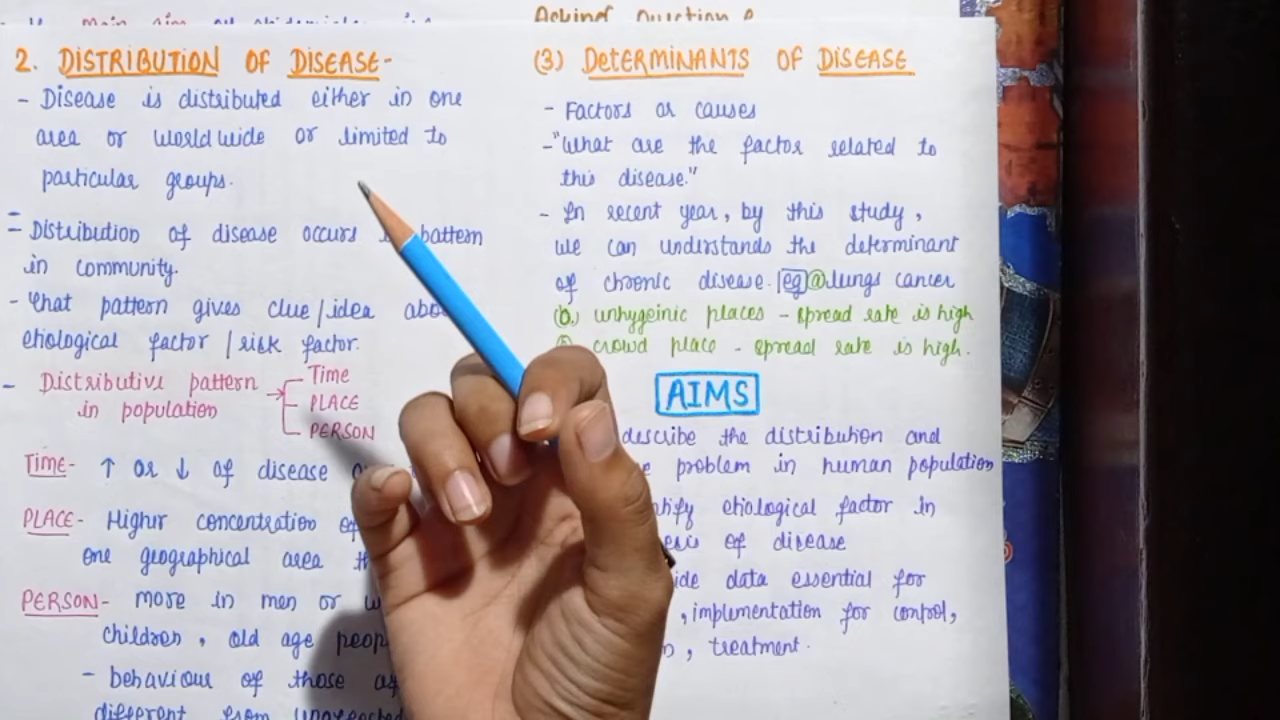 2. DISTRIBUTION OF DISEASE-
- Disease is distributed either in one
area or world wide or limited to
particular groups.
= Distribution of disease occurs pattern
in community.
- That pattern gives clue/idea
etiological factor / risk factor.
- Distributive pattern
in population
Time
PLACE
PERSON
TIME- ↑ or ↓ of disease
PLACE- Highir concentration
one geographical area
PERSON- more in men or
children, old age
- behaviour of those
different from
Asking Question
(3) DETERMINANTS OF DISEASE
- Factors or causes
-"What are the factor related to
this disease."
- In recent year, by this study,
we can understands the determinant
of chronic disease. eg @ lungs cancer
unhygeinic places - spread rate is high
crowd place - spread rate is high.
AIMS
describe the distribution and
problem in human population
etiological factor in
of disease
data essential for
, implementation for control,
, treatment.